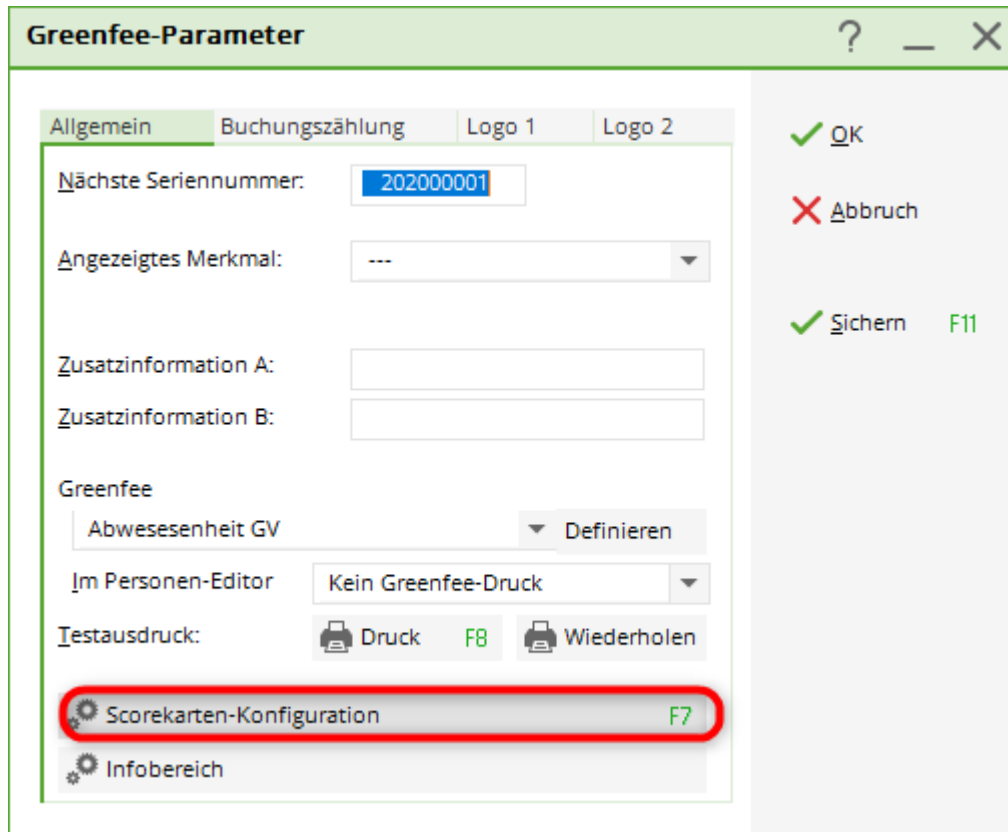 Greenfee-Parameter ?
Allgemein Buchungszählung Logo 1 Logo 2
OK
Nächste Seriennummer: 202000001
Abbruch
Angezeigtes Merkmal: ---
Sichern F11
Zusatzinformation A:
Zusatzinformation B:
Greenfee
Abwesesenheit GV Definieren
Im Personen-Editor Kein Greenfee-Druck
Testausdruck: Druck F8 Wiederholen
Scorekarten-Konfiguration F7
Infobereich